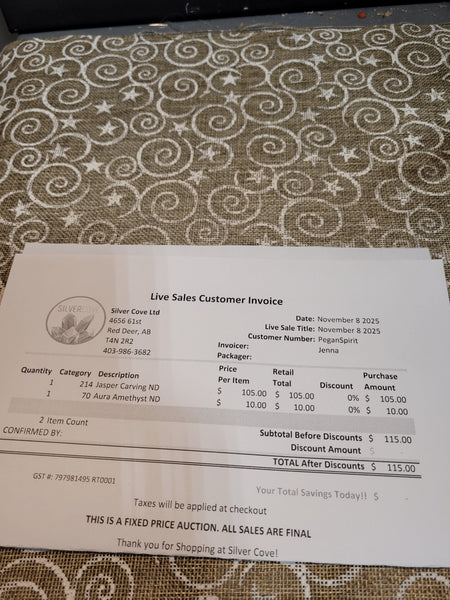 Live Sales Customer Invoice
SILVERCOVE
Silver Cove Ltd
4656 61st
Red Deer, AB
T4N 2R2
403-986-3682
Date: November 8 2025
Live Sale Title: November 8 2025
Customer Number: PeganSpirit
Invoicer: Jenna
Packager:
Quantity Category Description Price Per Item Retail Total Discount Purchase Amount
1 214 Jasper Carving ND $ 105.00 $ 105.00 0% $ 105.00
1 70 Aura Amethyst ND $ 10.00 $ 10.00 0% $ 10.00
2 Item Count
Subtotal Before Discounts $ 115.00
CONFIRMED BY:
Discount Amount $
TOTAL After Discounts $ 115.00
GST #: 797981495 RT0001
Your Total Savings Today!! $
Taxes will be applied at checkout
THIS IS A FIXED PRICE AUCTION. ALL SALES ARE FINAL
Thank you for Shopping at Silver Cove!